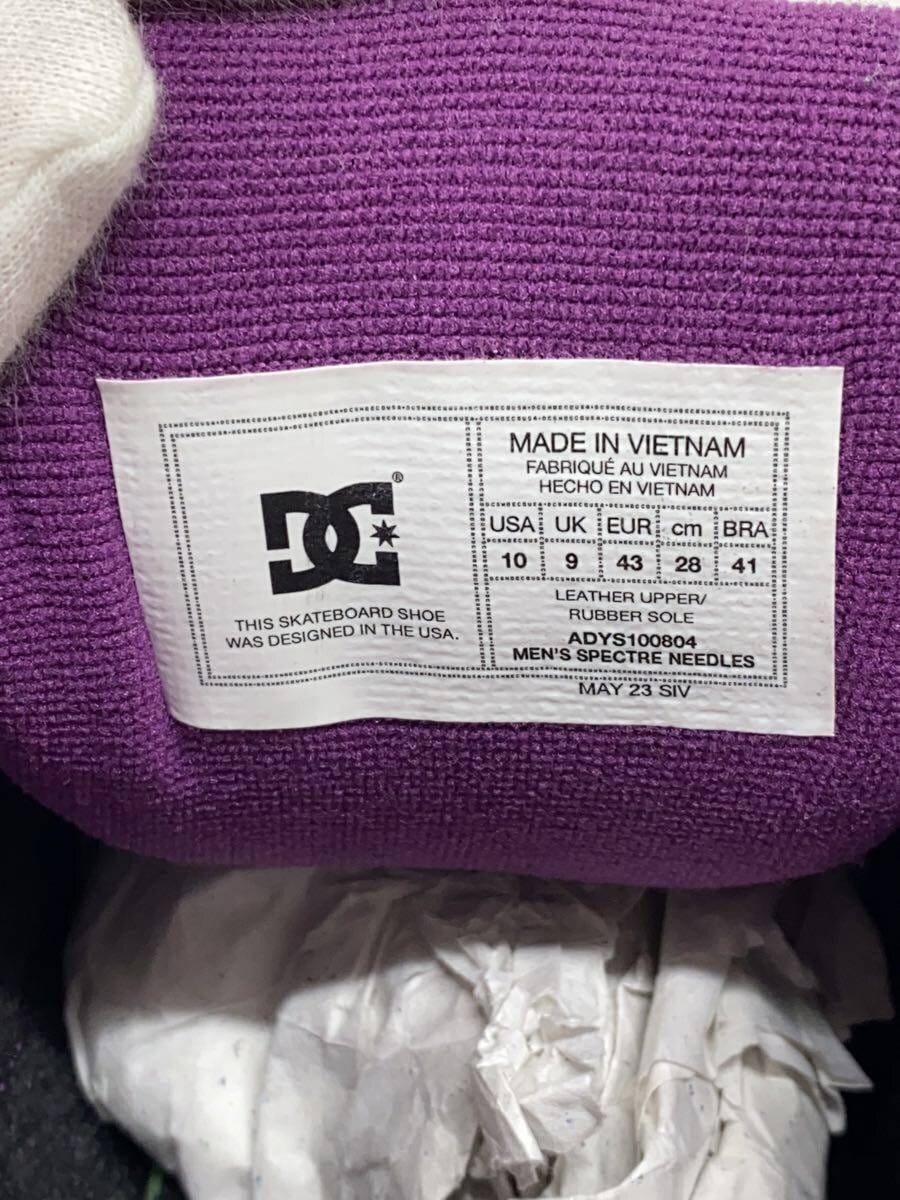 DC®
THIS SKATEBOARD SHOE
WAS DESIGNED IN THE USA.
MADE IN VIETNAM
FABRIQUÉ AU VIETNAM
HECHO EN VIETNAM
USA UK EUR cm BRA
10 9 43 28 41
LEATHER UPPER/
RUBBER SOLE
ADYS100804
MEN'S SPECTRE NEEDLES
MAY 23 SIV